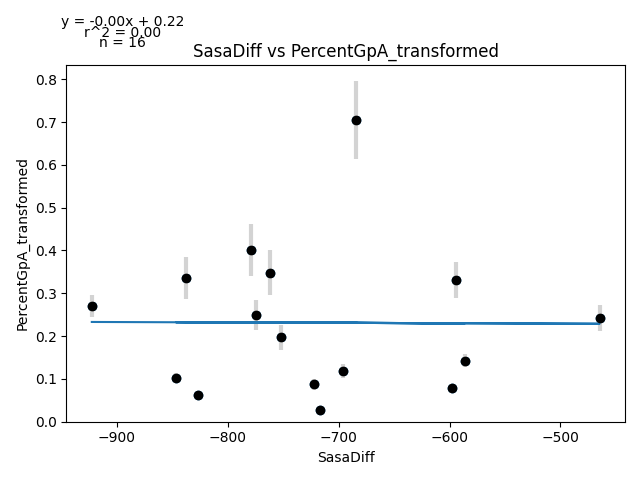 y = -0.00x + 0.22
r^2 = 0.00
n = 16
SasaDiff vs PercentGpA_transformed
PercentGpA_transformed
0.8
0.7
0.6
0.5
0.4
0.3
0.2
0.1
0.0
−900
−800
−700
−600
−500
SasaDiff